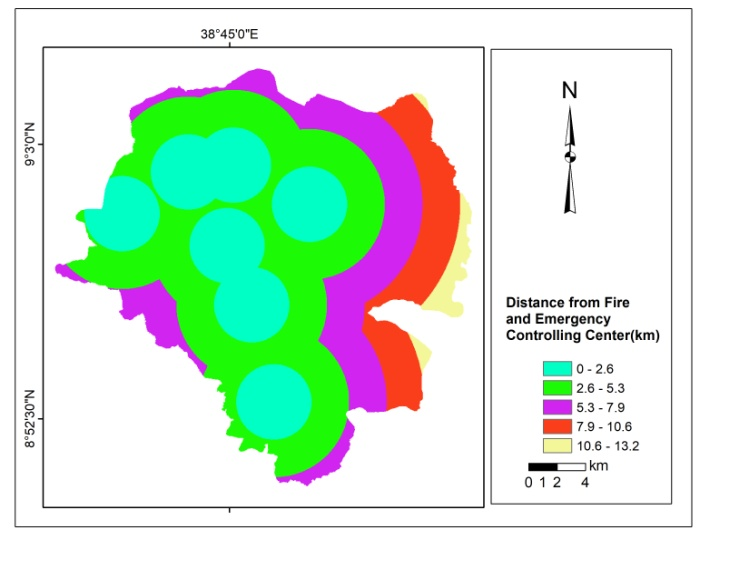 38°45'0"E
N
9°3'0"N
8°52'30"N
Distance from Fire
and Emergency
Controlling Center(km)
0 - 2.6
2.6 - 5.3
5.3 - 7.9
7.9 - 10.6
10.6 - 13.2
km
0 1 2 4